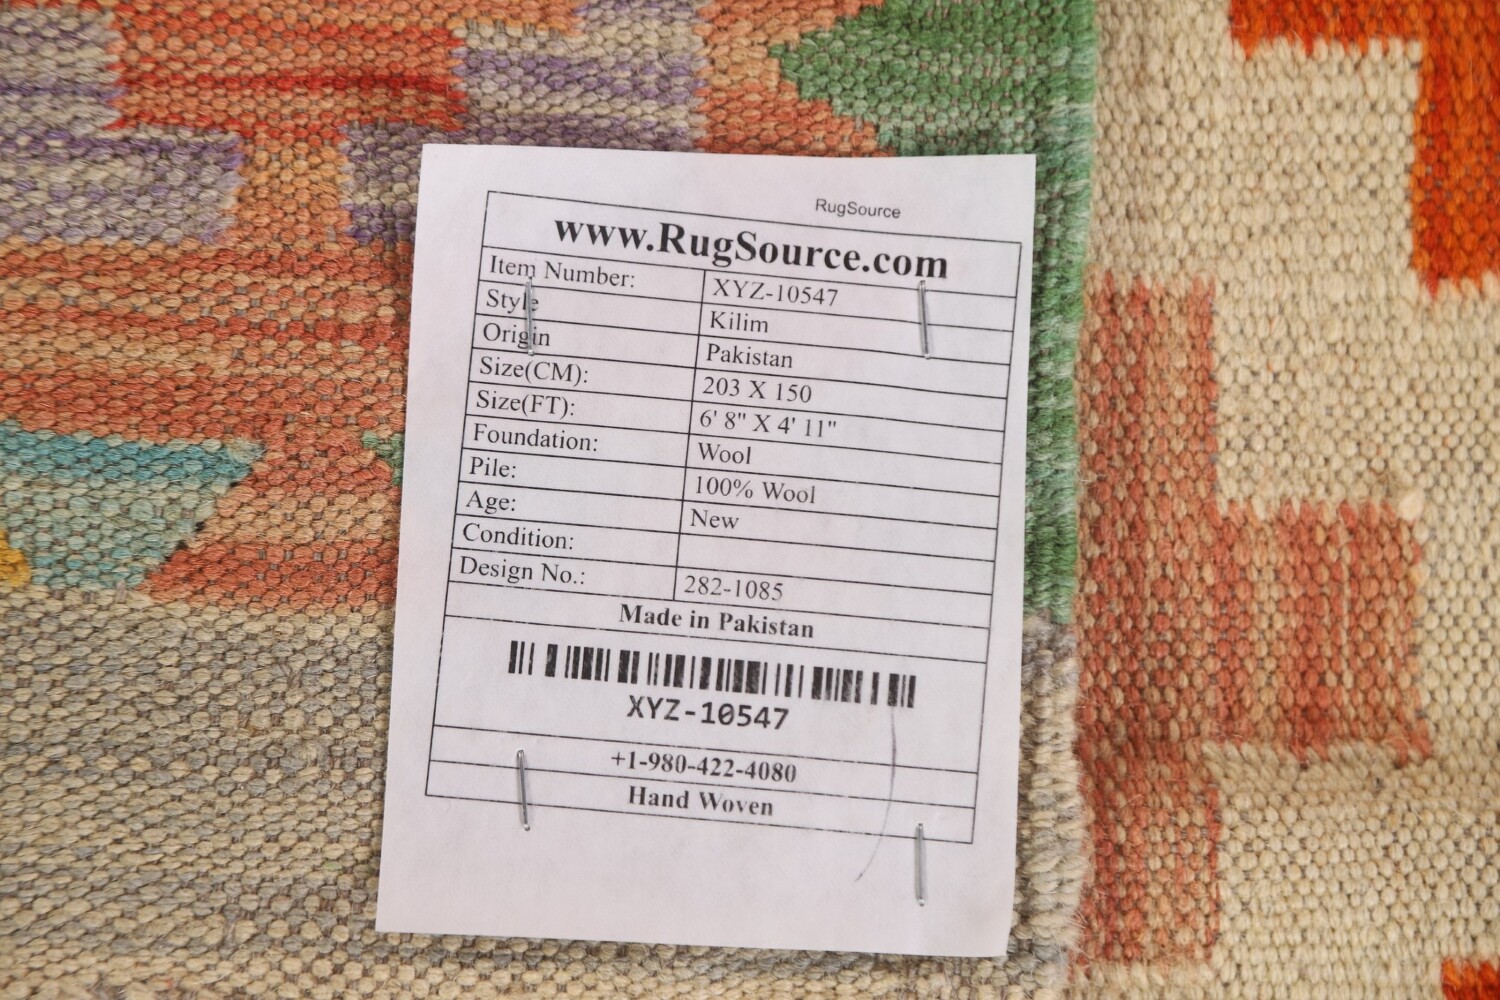 RugSource
www.RugSource.com
Item Number: XYZ-10547
Style Kilim
Origin Pakistan
Size(CM): 203 X 150
Size(FT): 6' 8" X 4' 11"
Foundation: Wool
Pile: 100% Wool
Age: New
Condition:
Design No.: 282-1085
Made in Pakistan
XYZ-10547
+1-980-422-4080
Hand Woven